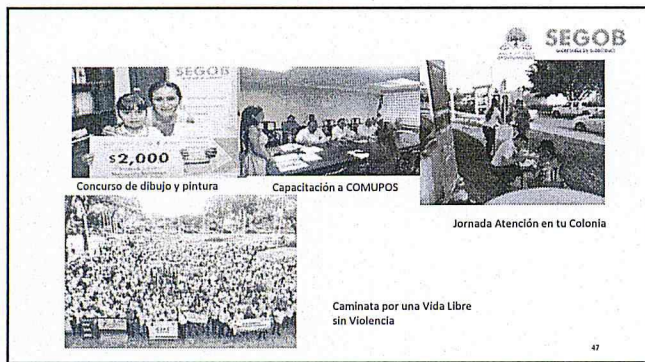 SEGOB
SEGOB
$2,000
Concurso de dibujo y pintura
Capacitación a COMUPOS
Jornada Atención en tu Colonia
Caminata por una Vida Libre
sin Violencia
47